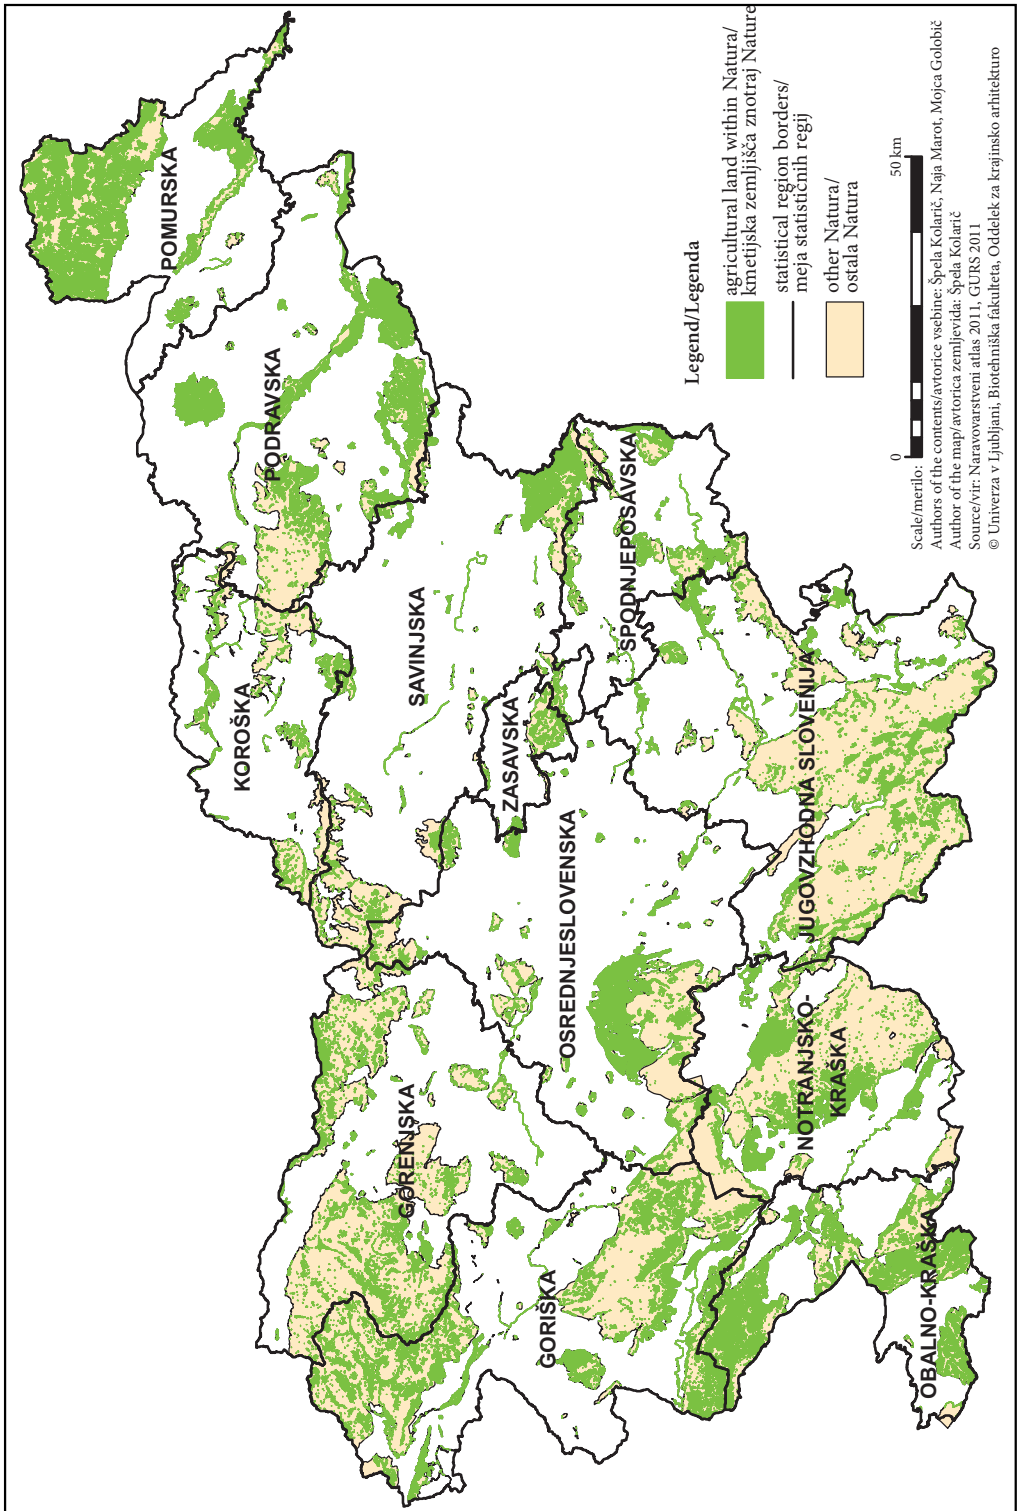 POMURSKA
PODRAVSKA
KOROŠKA
SAVINJSKA
ZASAVSKA
SPODNJEPOSAVSKA
GORENJSKA
OSREDNJESLOVENSKA
JUGOVZHODNA SLOVENIJA
GORIŠKA
NOTRANJSKO-
KRAŠKA
OBALNO-KRAŠKA
Legend/Legenda
agricultural land within Natura/
kmetijska zemljišča znotraj Nature
statistical region borders/
meja statističnih regij
other Natura/
ostala Natura
Scale/merilo:
0
50 km
Authors of the contents/avtorice vsebine: Špela Kolarič, Naja Marot, Mojca Golobič
Author of the map/avtorica zemljevida: Špela Kolarič
Source/vir: Naravovarstveni atlas 2011, GURS 2011
© Univerza v Ljubljani, Biotehniška fakulteta, Oddelek za krajinsko arhitekturo